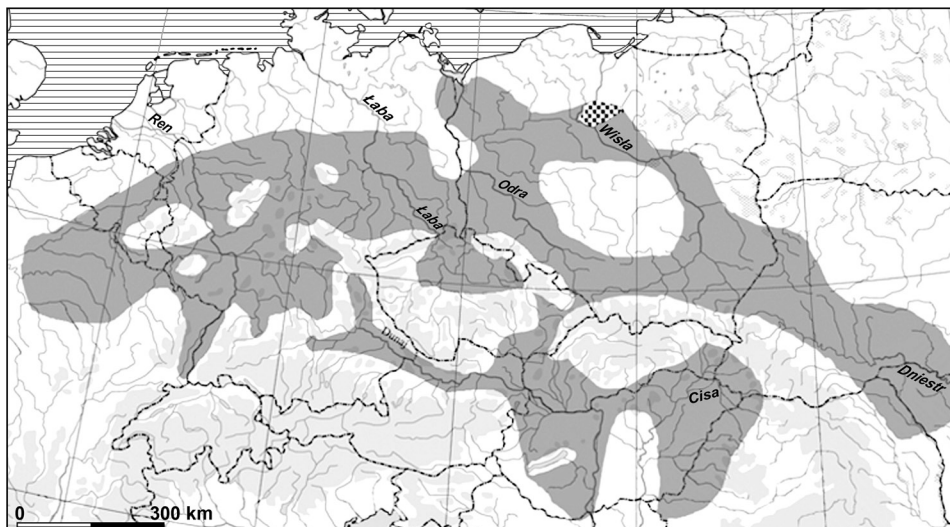 Ren
Łaba
Wisła
Odra
Łaba
Dunaj
Cisa
Dniestr
0 300 km